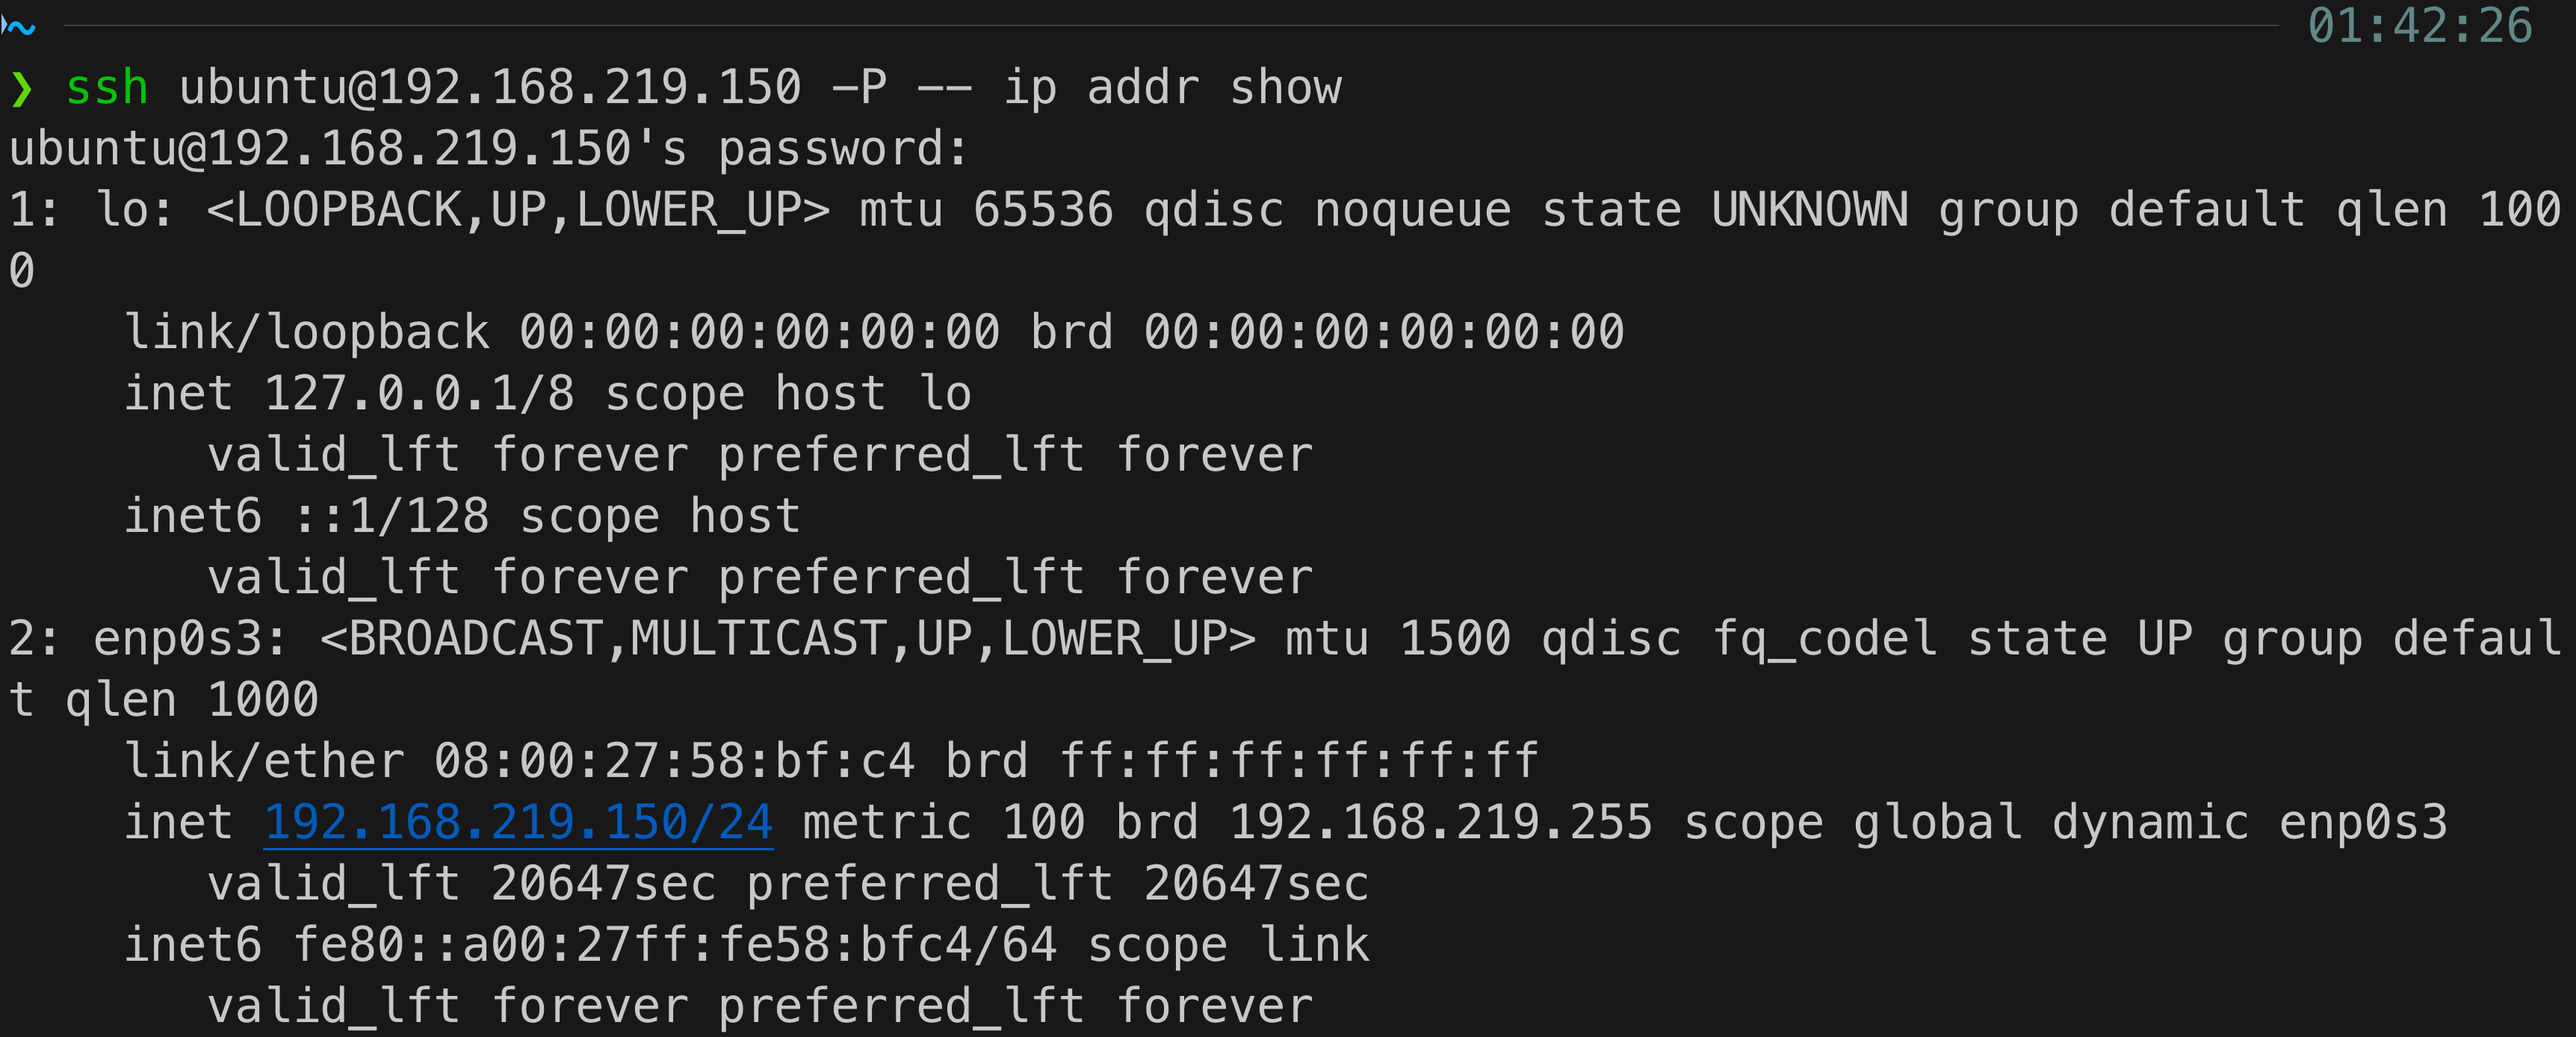 ~ 01:42:26
❯ ssh ubuntu@192.168.219.150 -P -- ip addr show
ubuntu@192.168.219.150's password:
1: lo: <LOOPBACK,UP,LOWER_UP> mtu 65536 qdisc noqueue state UNKNOWN group default qlen 100
0
    link/loopback 00:00:00:00:00:00 brd 00:00:00:00:00:00
    inet 127.0.0.1/8 scope host lo
       valid_lft forever preferred_lft forever
    inet6 ::1/128 scope host
       valid_lft forever preferred_lft forever
2: enp0s3: <BROADCAST,MULTICAST,UP,LOWER_UP> mtu 1500 qdisc fq_codel state UP group defaul
t qlen 1000
    link/ether 08:00:27:58:bf:c4 brd ff:ff:ff:ff:ff:ff
    inet 192.168.219.150/24 metric 100 brd 192.168.219.255 scope global dynamic enp0s3
       valid_lft 20647sec preferred_lft 20647sec
    inet6 fe80::a00:27ff:fe58:bfc4/64 scope link
       valid_lft forever preferred_lft forever